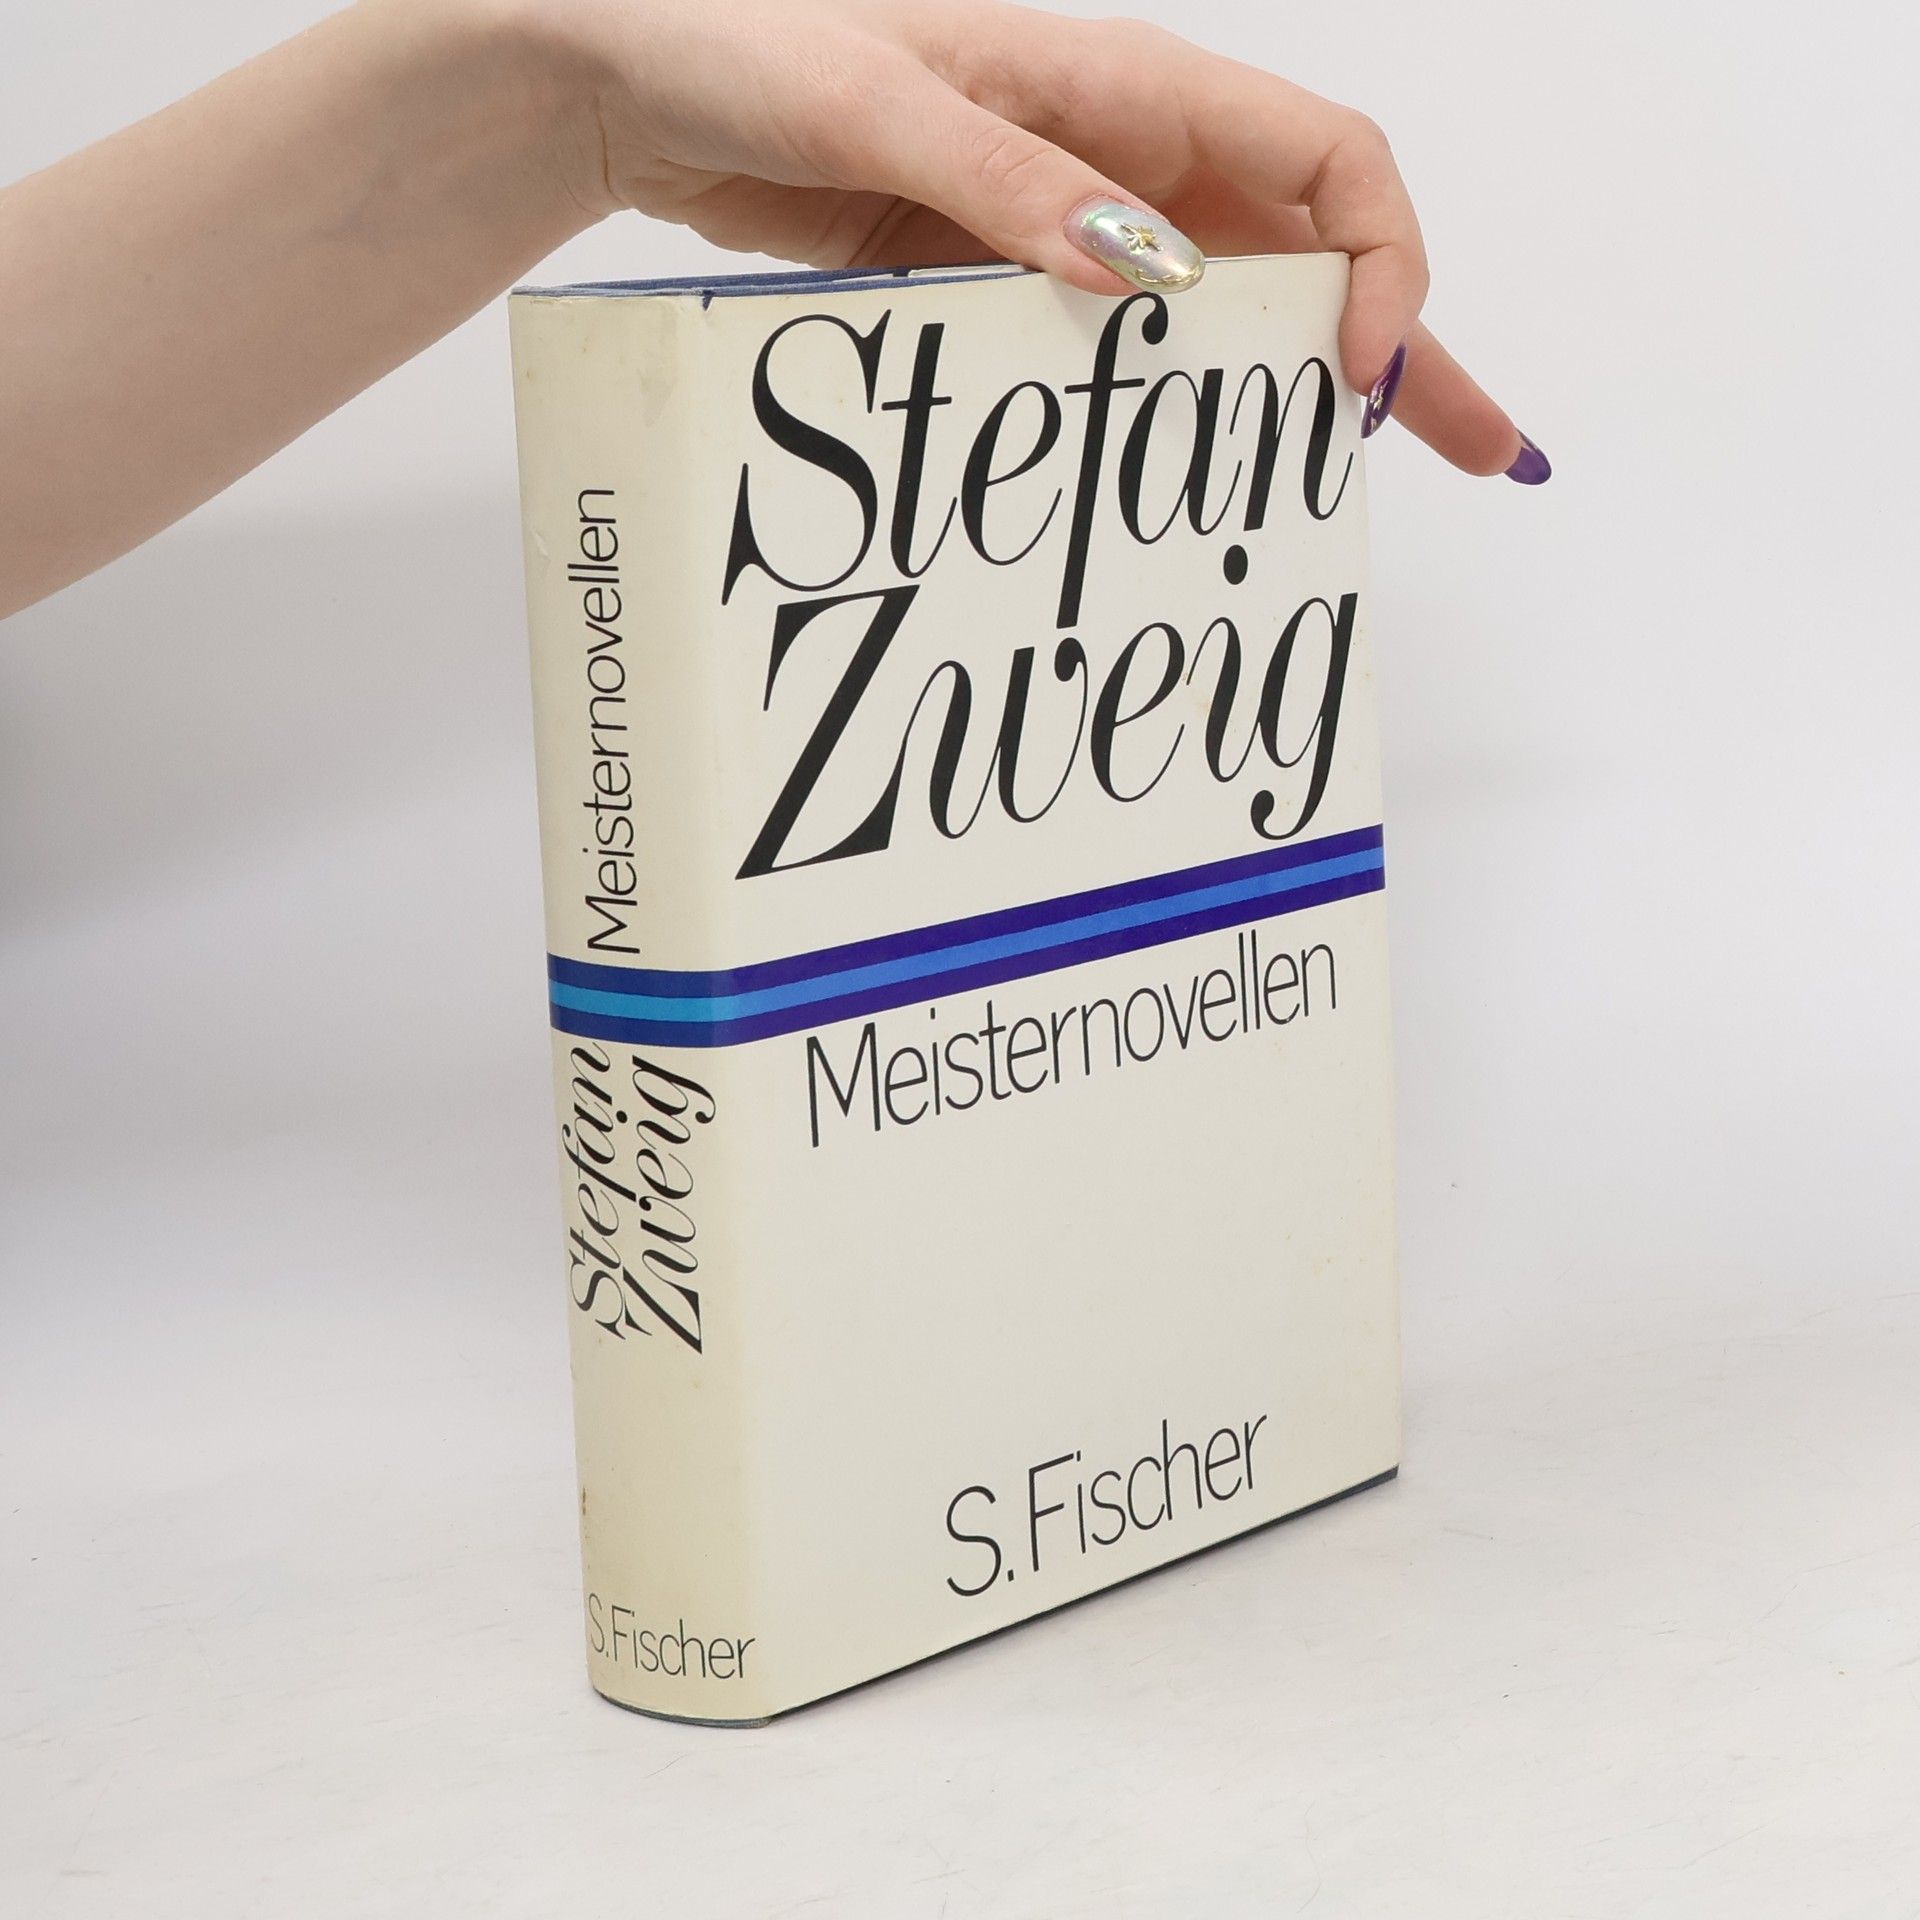 Stefan
Zweig
Meisternovellen
S. Fischer
Meisternovellen
Stefan
Zweig
S. Fischer